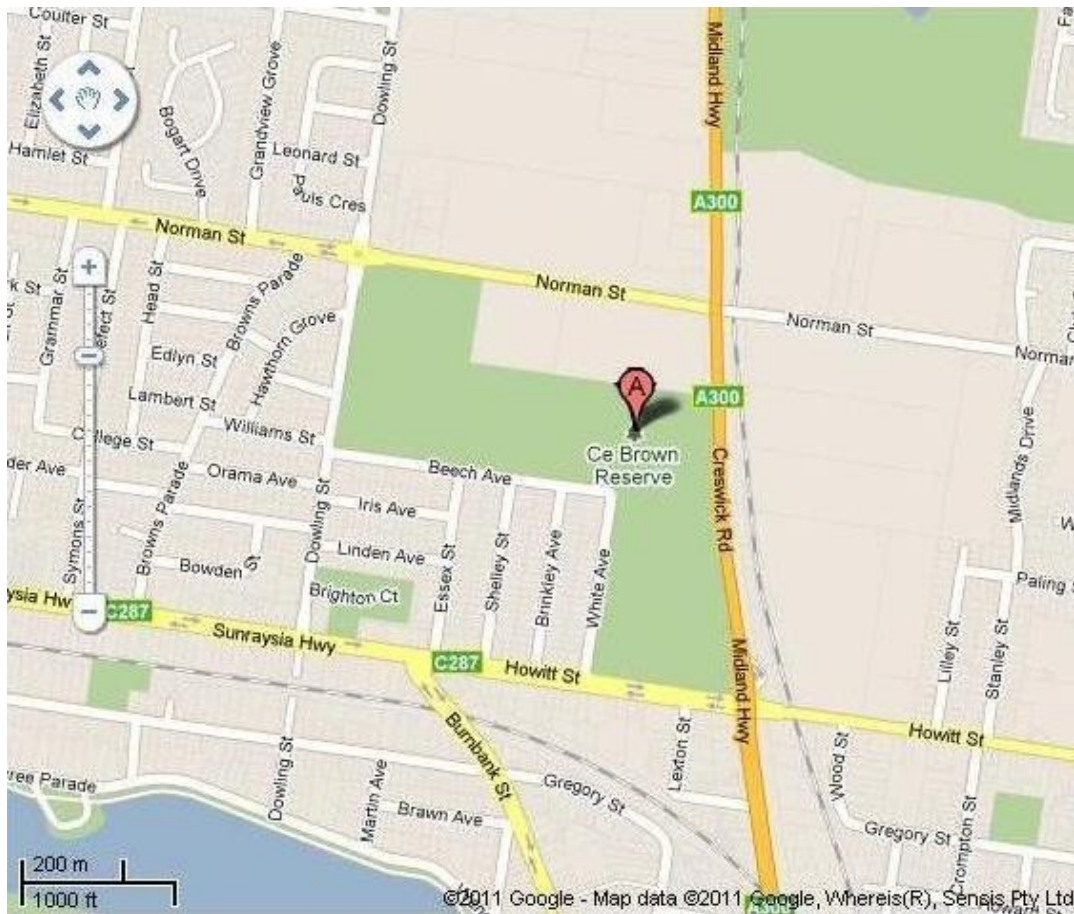 Coulter St
Elizabeth St
Hamlet St
Bogart Drive
Grandview Grove
Dowling St
Leonard St
Pauls Cres
Midland Hwy
A300
Norman St
Norman St
Norman St
Norman
Grammar St
Head St
Browns Parade
Hawthorn Grove
Edlyn St
Lambert St
Williams St
College St
Orama Ave
Beech Ave
Iris Ave
Linden Ave
Bowden St
Brighton Ct
Symons St
Browns Parade
Dowling St
Essex St
Shelley St
Brinkley Ave
White Ave
A
Ce Brown
Reserve
A300
Creswick Rd
Midlands Drive
Paling
Lilley St
Stanley St
C287
Sunraysia Hwy
C287
Howitt St
Midland Hwy
Howitt St
Lexton St
Wood St
Burnbank St
Dowling St
Martin Ave
Gregory St
Brawn Ave
Gregory St
Crompton St
200 m
1000 ft
©2011 Google - Map data ©2011 Google, Whereis(R), Sensis Pty Ltd